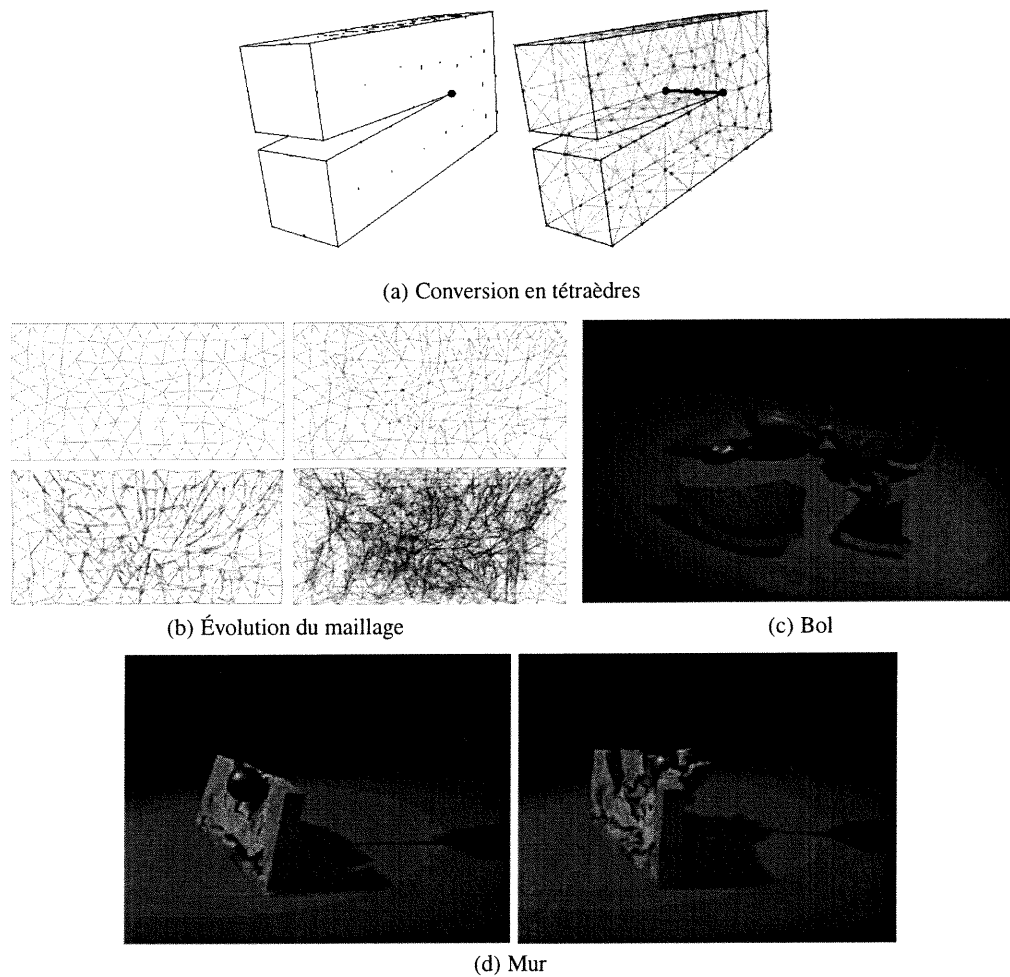 (a) Conversion en tétraèdres
(b) Évolution du maillage
(c) Bol
(d) Mur